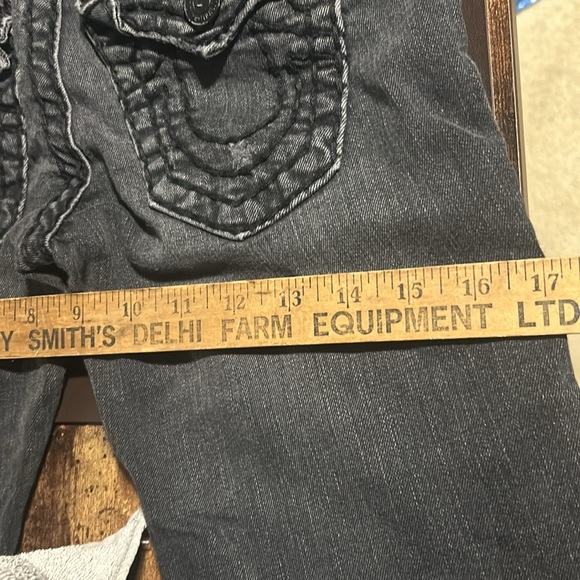 8 9 10 11 12 13 14 15 16 17
Y SMITH'S DELHI FARM EQUIPMENT LTD